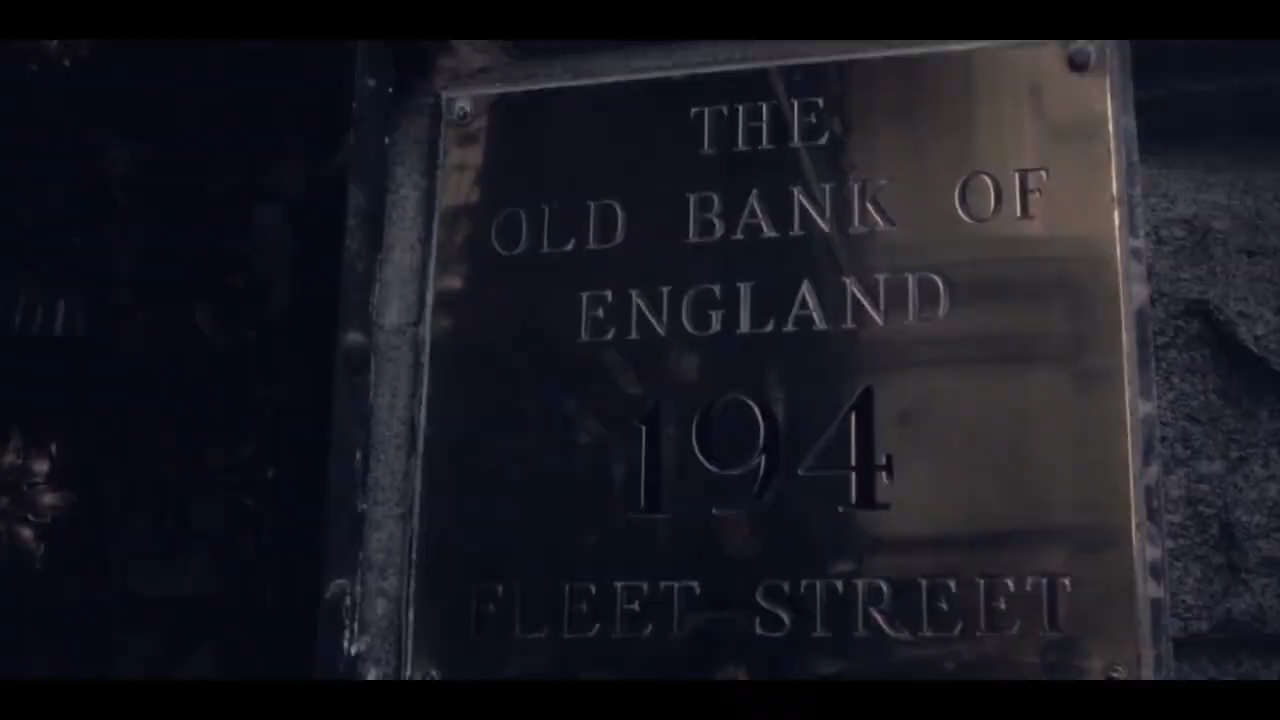 THE
OLD BANK OF
ENGLAND
194
FLEET STREET